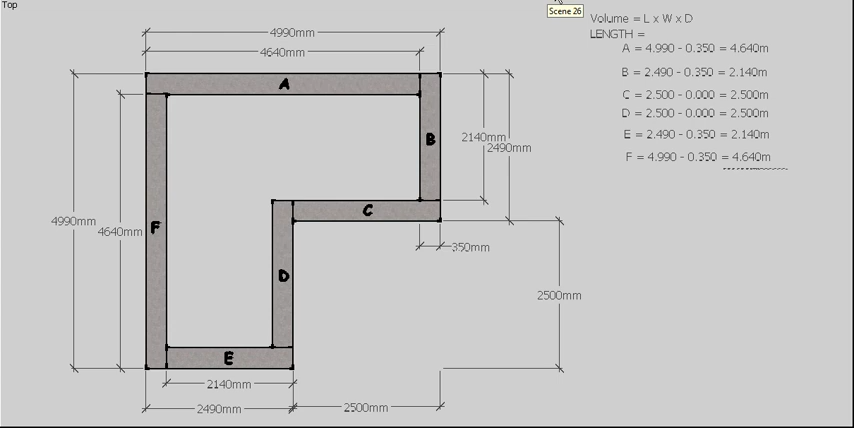 Top
Scene 26
4990mm
4640mm
Volume = L x W x D
LENGTH =
A = 4.990 - 0.350 = 4.640m
B = 2.490 - 0.350 = 2.140m
C = 2.500 - 0.000 = 2.500m
D = 2.500 - 0.000 = 2.500m
E = 2.490 - 0.350 = 2.140m
F = 4.990 - 0.350 = 4.640m
A
B
2140mm
2490mm
C
F
4990mm
4640mm
350mm
D
2500mm
E
2140mm
2490mm
2500mm